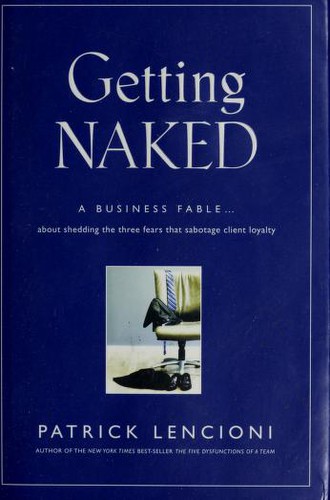 Getting
NAKED
A BUSINESS FABLE...
about shedding the three fears that sabotage client loyalty
PATRICK LENCIONI
AUTHOR OF THE NEW YORK TIMES BEST-SELLER THE FIVE DYSFUNCTIONS OF A TEAM